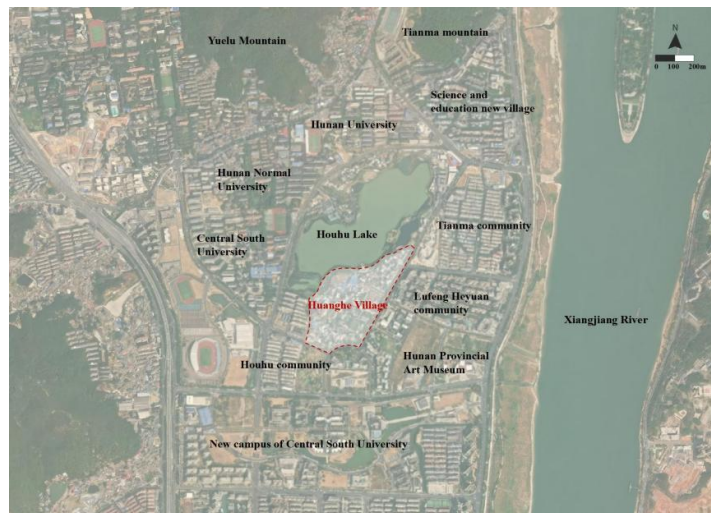 Yuelu Mountain
Tianma mountain
N
0 100 200m
Science and
education new village
Hunan University
Hunan Normal
University
Tianma community
Houhu Lake
Central South
University
Huanghe Village
Lufeng Heyuan
community
Xiangjiang River
Houhu community
Hunan Provincial
Art Museum
New campus of Central South University